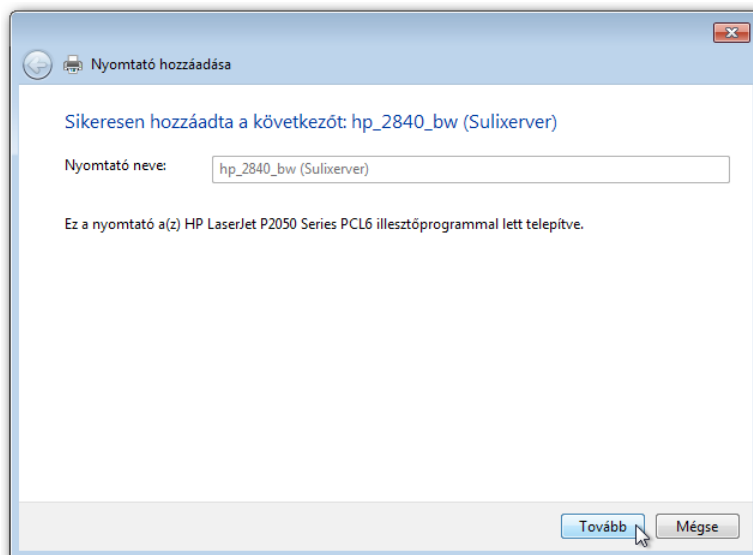 Nyomtató hozzáadása
Sikeresen hozzáadta a következőt: hp_2840_bw (Sulixerver)
Nyomtató neve: hp_2840_bw (Sulixerver)
Ez a nyomtató a(z) HP LaserJet P2050 Series PCL6 illesztőprogrammal lett telepítve.
Tovább Mégse